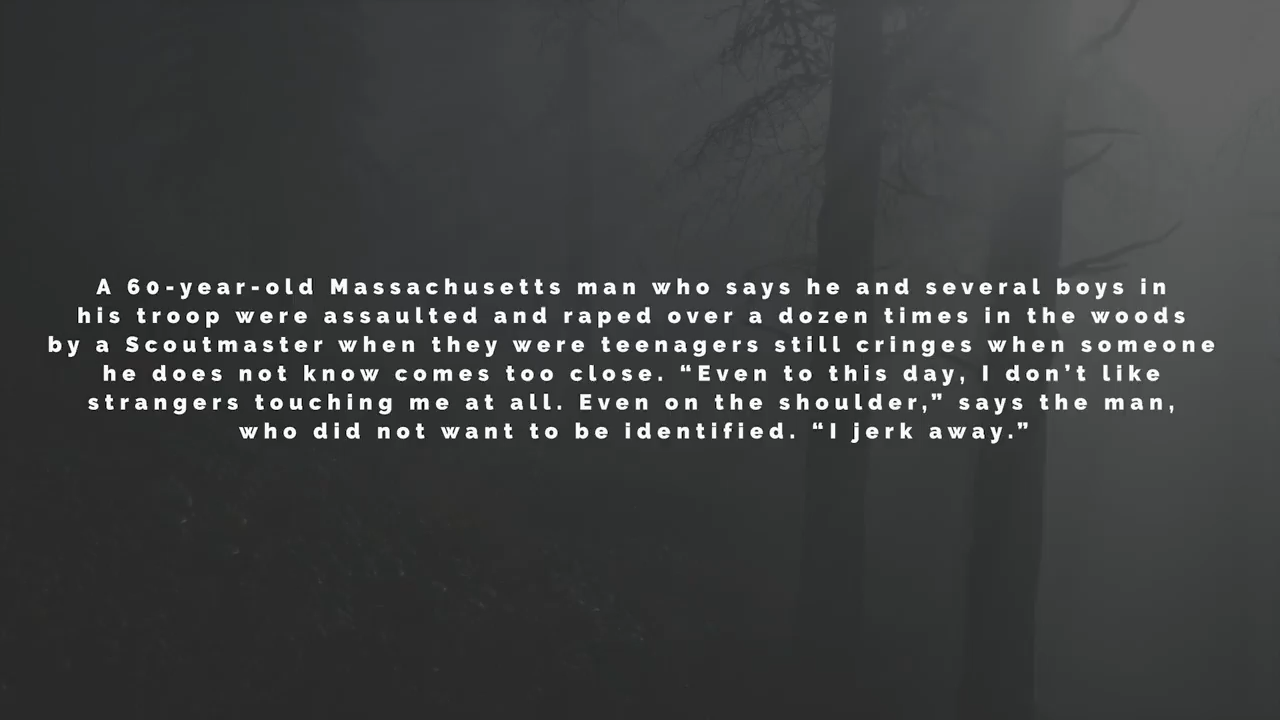 A 60-year-old Massachusetts man who says he and several boys in
his troop were assaulted and raped over a dozen times in the woods
by a Scoutmaster when they were teenagers still cringes when someone
he does not know comes too close. “Even to this day, I don’t like
strangers touching me at all. Even on the shoulder,” says the man,
who did not want to be identified. “I jerk away.”